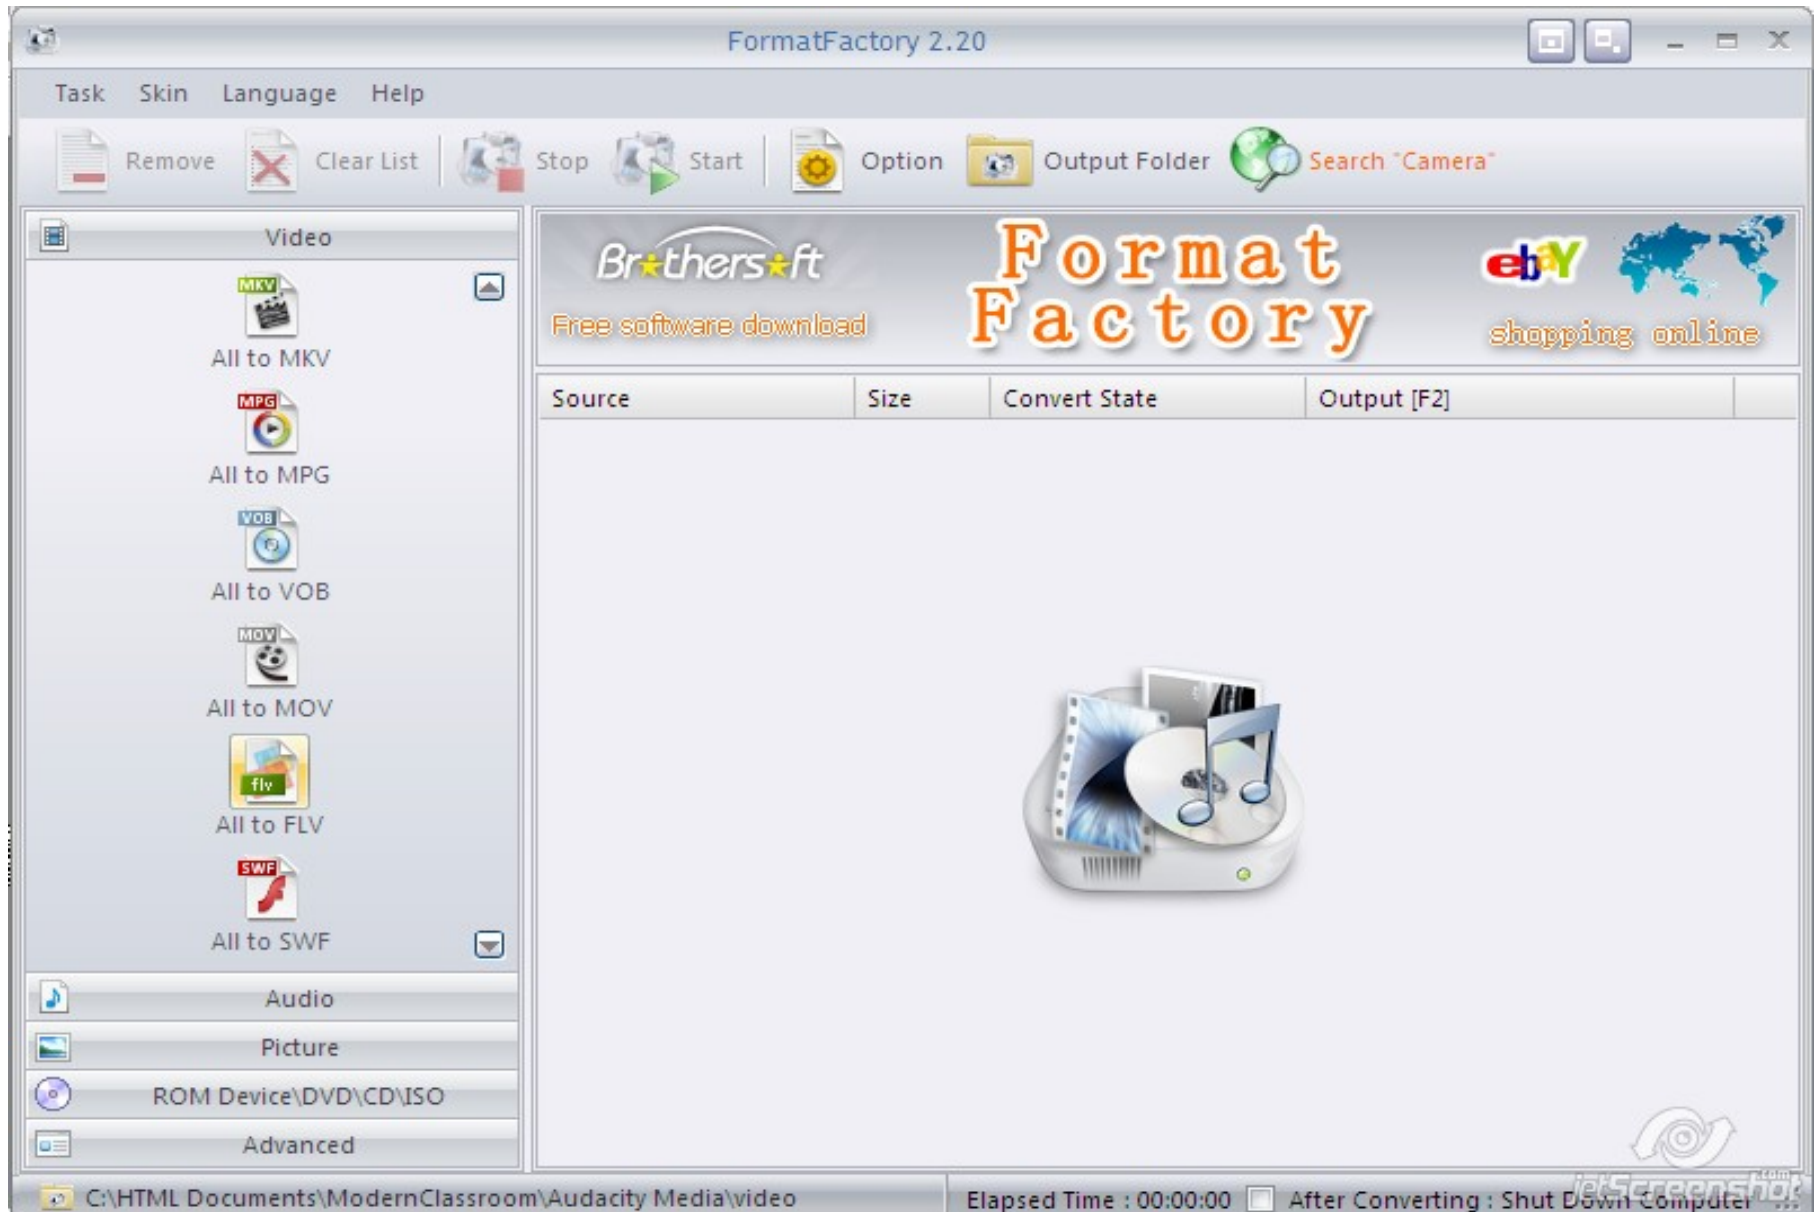 FormatFactory 2.20
Task Skin Language Help
Remove Clear List Stop Start Option Output Folder Search "Camera"
Video
MKV
All to MKV
MPG
All to MPG
VOB
All to VOB
MOV
All to MOV
flv
All to FLV
SWF
All to SWF
Audio
Picture
ROM Device\DVD\CD\ISO
Advanced
Brothersoft
Free software download
Format
Factory
ebaY
shopping online
Source Size Convert State Output [F2]
C:\HTML Documents\ModernClassroom\Audacity Media\video
Elapsed Time : 00:00:00 After Converting : Shut Down Computer
jetScreenshot.com